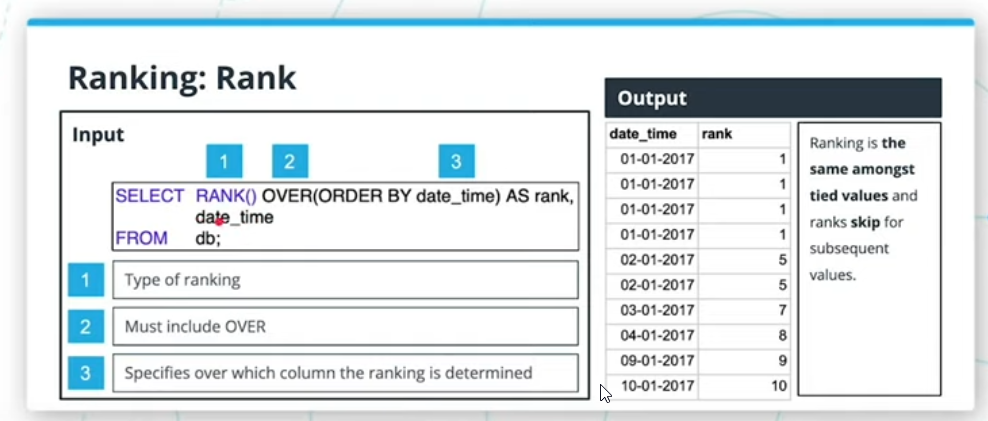 Ranking: Rank
Input
1 2 3
SELECT RANK() OVER(ORDER BY date_time) AS rank,
date_time
FROM db;
1 Type of ranking
2 Must include OVER
3 Specifies over which column the ranking is determined
Output
date_time rank
01-01-2017 1
01-01-2017 1
01-01-2017 1
01-01-2017 1
02-01-2017 5
02-01-2017 5
03-01-2017 7
04-01-2017 8
09-01-2017 9
10-01-2017 10
Ranking is the
same amongst
tied values and
ranks skip for
subsequent
values.